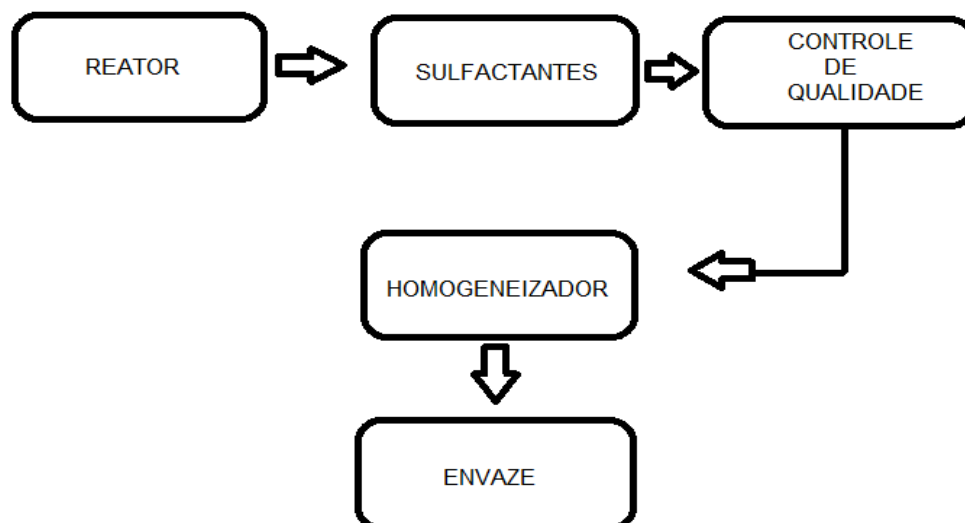 REATOR
SULFACTANTES
CONTROLE
DE
QUALIDADE
HOMOGENEIZADOR
ENVAZE